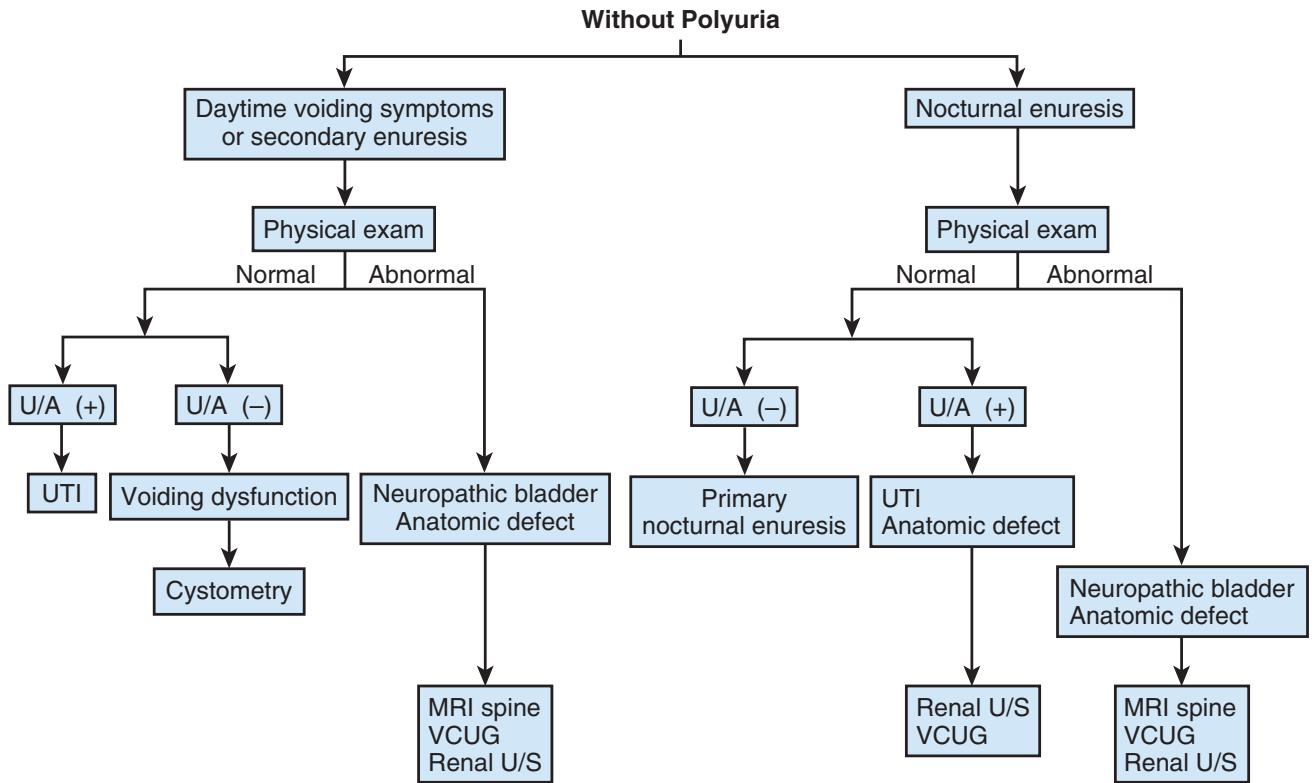 Without Polyuria
Daytime voiding symptoms
or secondary enuresis
Physical exam
Normal
Abnormal
U/A (+)
U/A (–)
UTI
Voiding dysfunction
Cystometry
Neuropathic bladder
Anatomic defect
MRI spine
VCUG
Renal U/S
Nocturnal enuresis
Physical exam
Normal
Abnormal
U/A (–)
U/A (+)
Primary
nocturnal enuresis
UTI
Anatomic defect
Renal U/S
VCUG
Neuropathic bladder
Anatomic defect
MRI spine
VCUG
Renal U/S